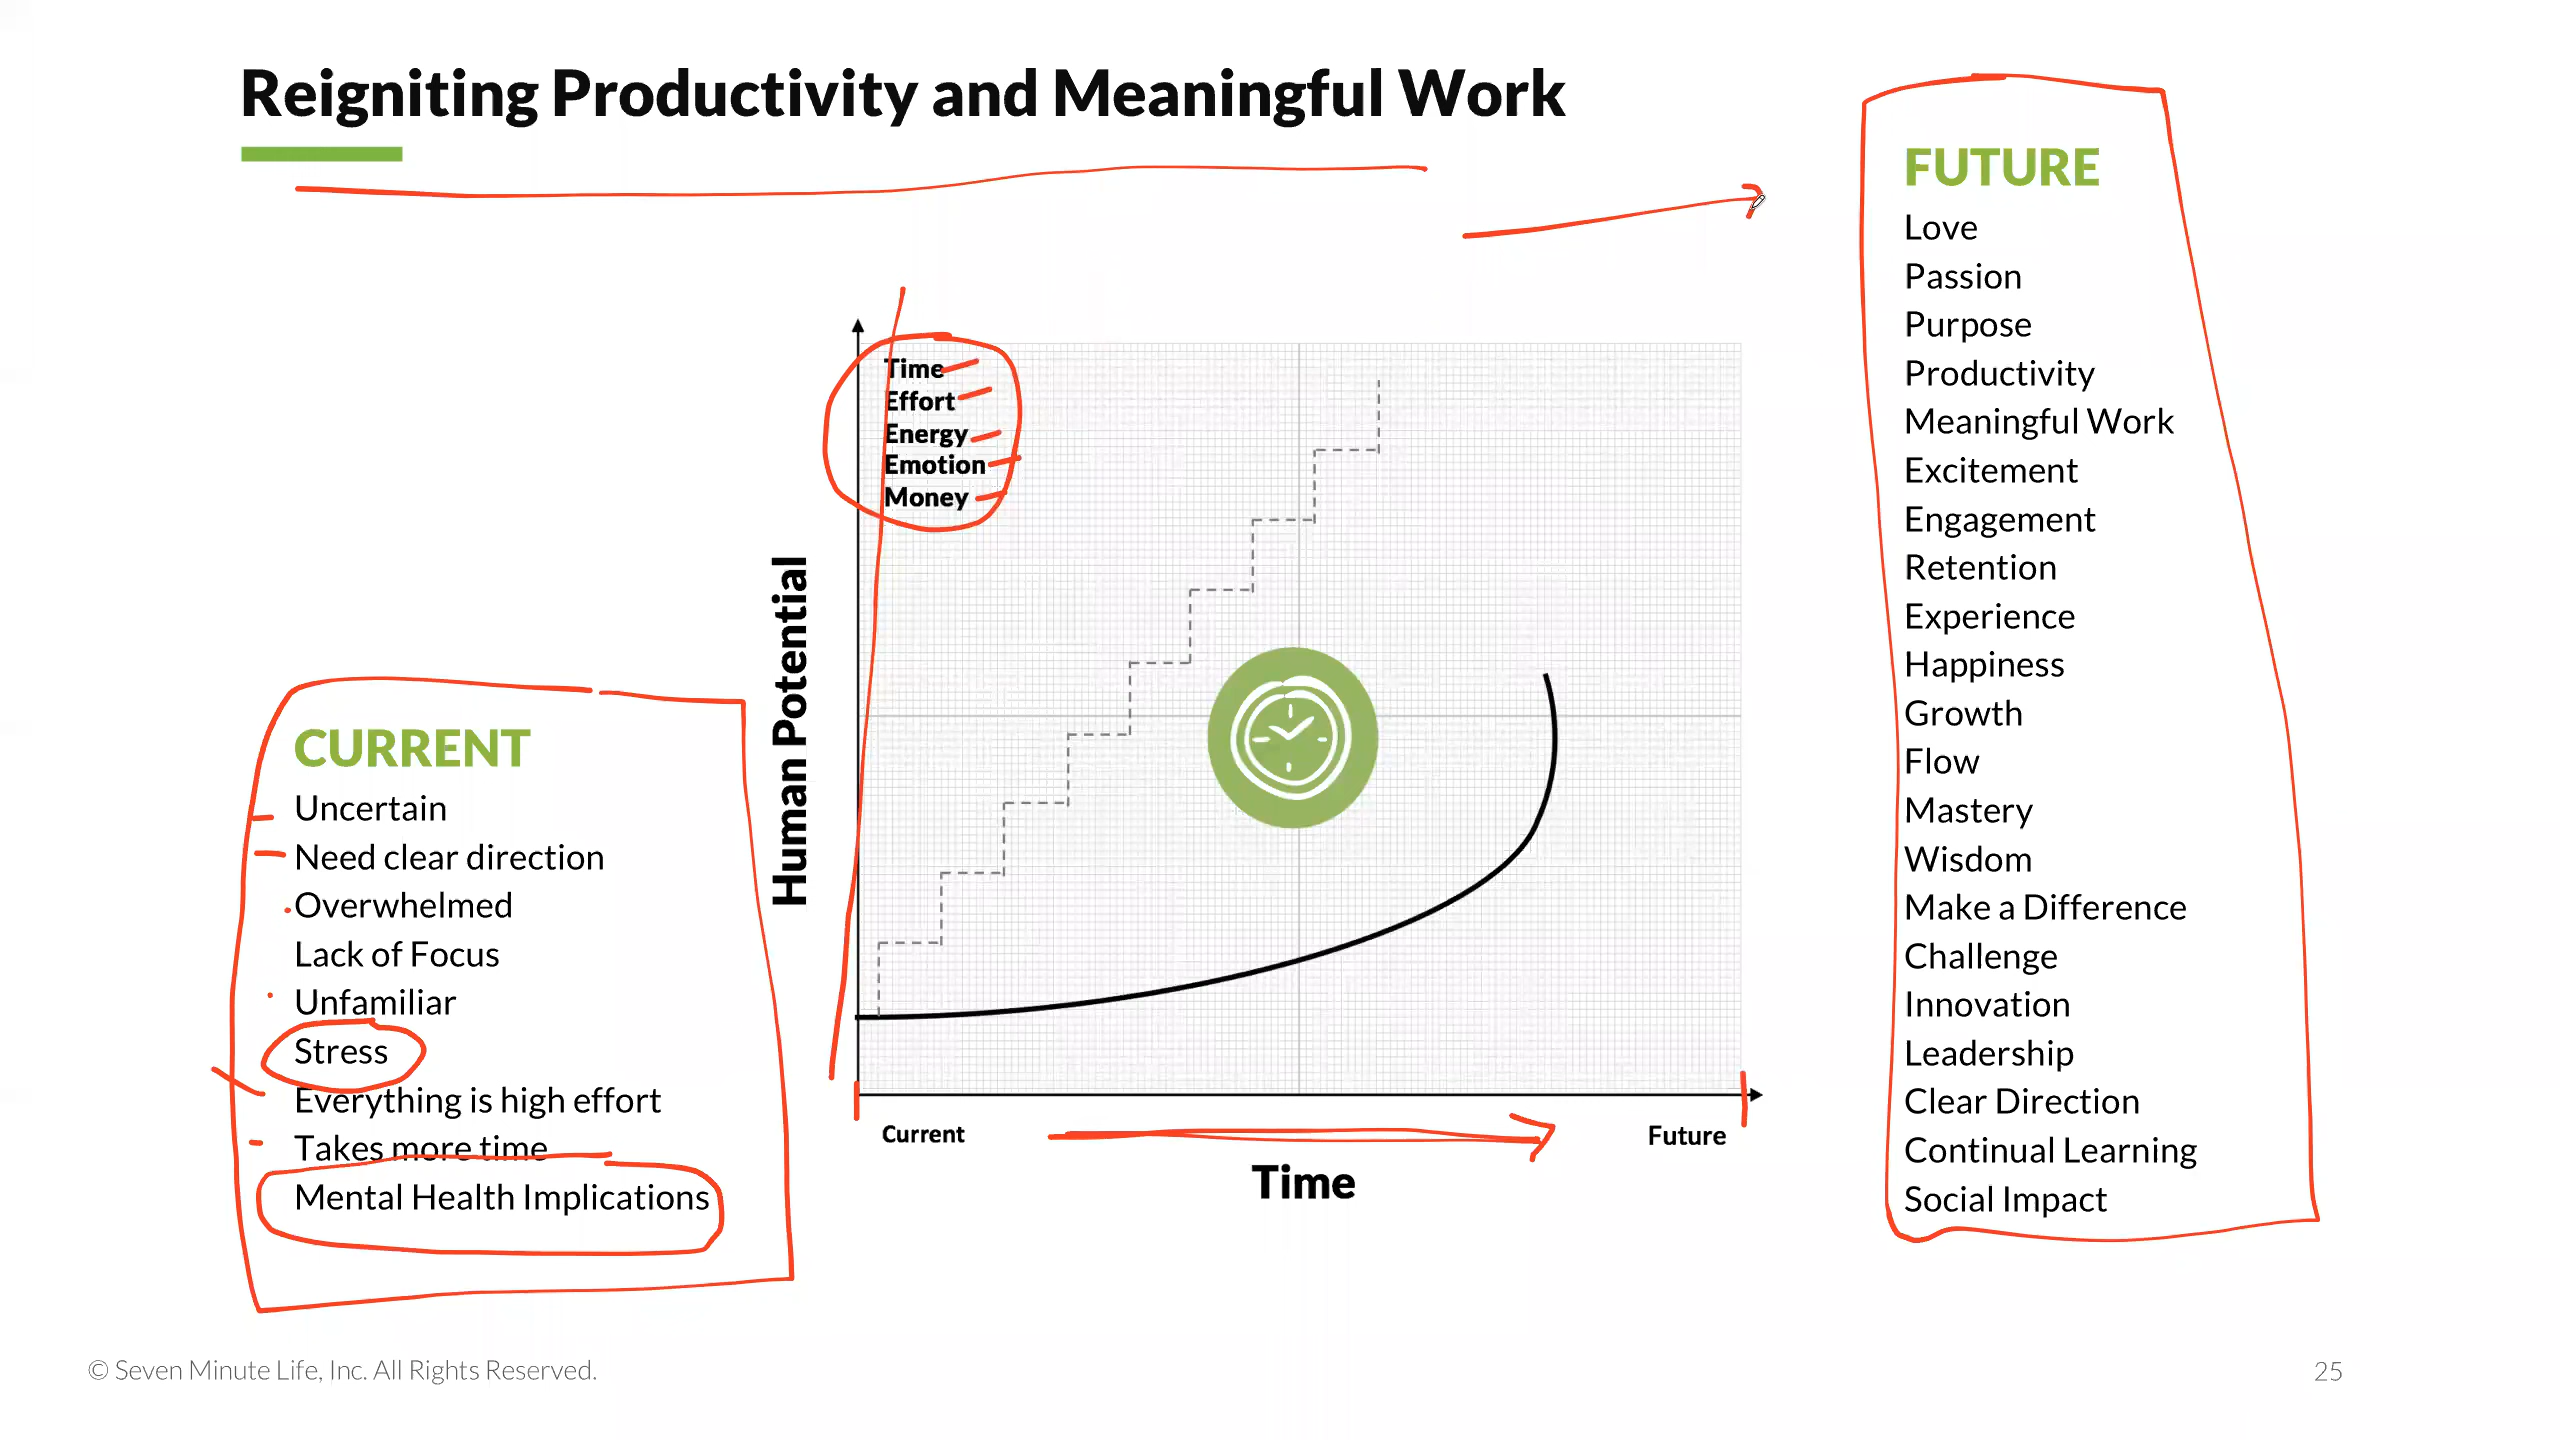 Reigniting Productivity and Meaningful Work
FUTURE
Love
Passion
Purpose
Productivity
Meaningful Work
Excitement
Engagement
Retention
Experience
Happiness
Growth
Flow
Mastery
Wisdom
Make a Difference
Challenge
Innovation
Leadership
Clear Direction
Continual Learning
Social Impact
Time
Effort
Energy
Emotion
Money
Human Potential
CURRENT
Uncertain
Need clear direction
Overwhelmed
Lack of Focus
Unfamiliar
Stress
Everything is high effort
Takes more time
Mental Health Implications
Current
Future
Time
© Seven Minute Life, Inc. All Rights Reserved.
25